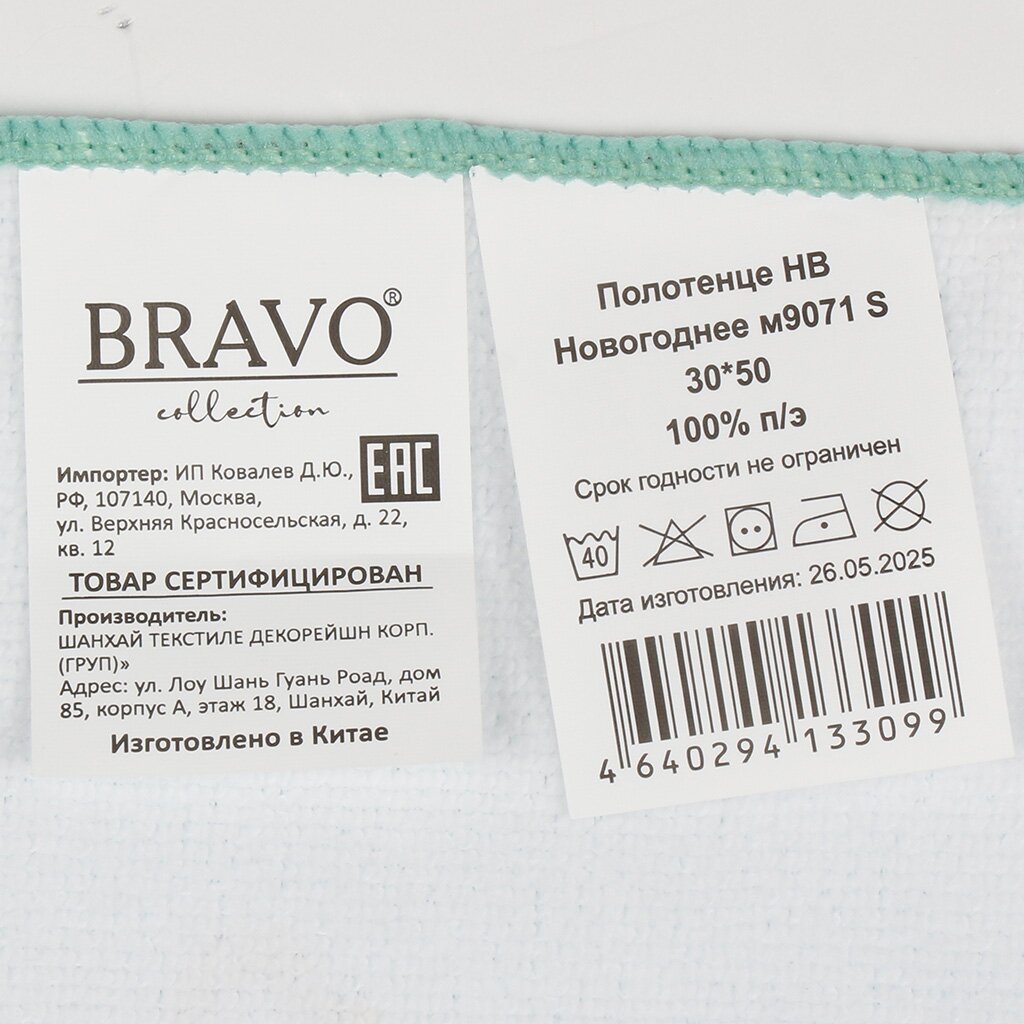 BRAVO®
collection
Импортер: ИП Ковалев Д.Ю.,
РФ, 107140, Москва,
ул. Верхняя Красносельская, д. 22,
кв. 12
EAC
ТОВАР СЕРТИФИЦИРОВАН
Производитель:
ШАНХАЙ ТЕКСТИЛЕ ДЕКОРЕЙШН КОРП.
(ГРУП)»
Адрес: ул. Лоу Шань Гуань Роад, дом
85, корпус А, этаж 18, Шанхай, Китай
Изготовлено в Китае
Полотенце НВ
Новогоднее м9071 S
30*50
100% п/э
Срок годности не ограничен
40
Дата изготовления: 26.05.2025
4 640294 133099